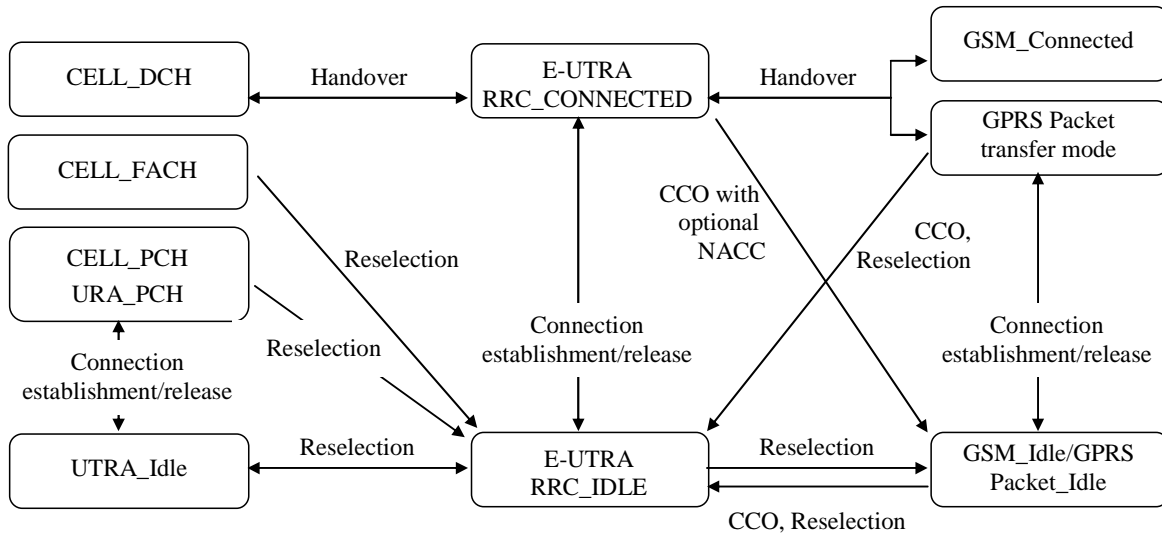 GSM_Connected
CELL_DCH
Handover
E-UTRA
RRC_CONNECTED
Handover
GPRS Packet
transfer mode
CELL_FACH
CCO with
optional
NACC
CCO,
Reselection
CELL_PCH
URA_PCH
Reselection
Reselection
Connection
establishment/release
Connection
establishment/release
Connection
establishment/release
UTRA_Idle
Reselection
E-UTRA
RRC_IDLE
Reselection
GSM_Idle/GPRS
Packet_Idle
CCO, Reselection